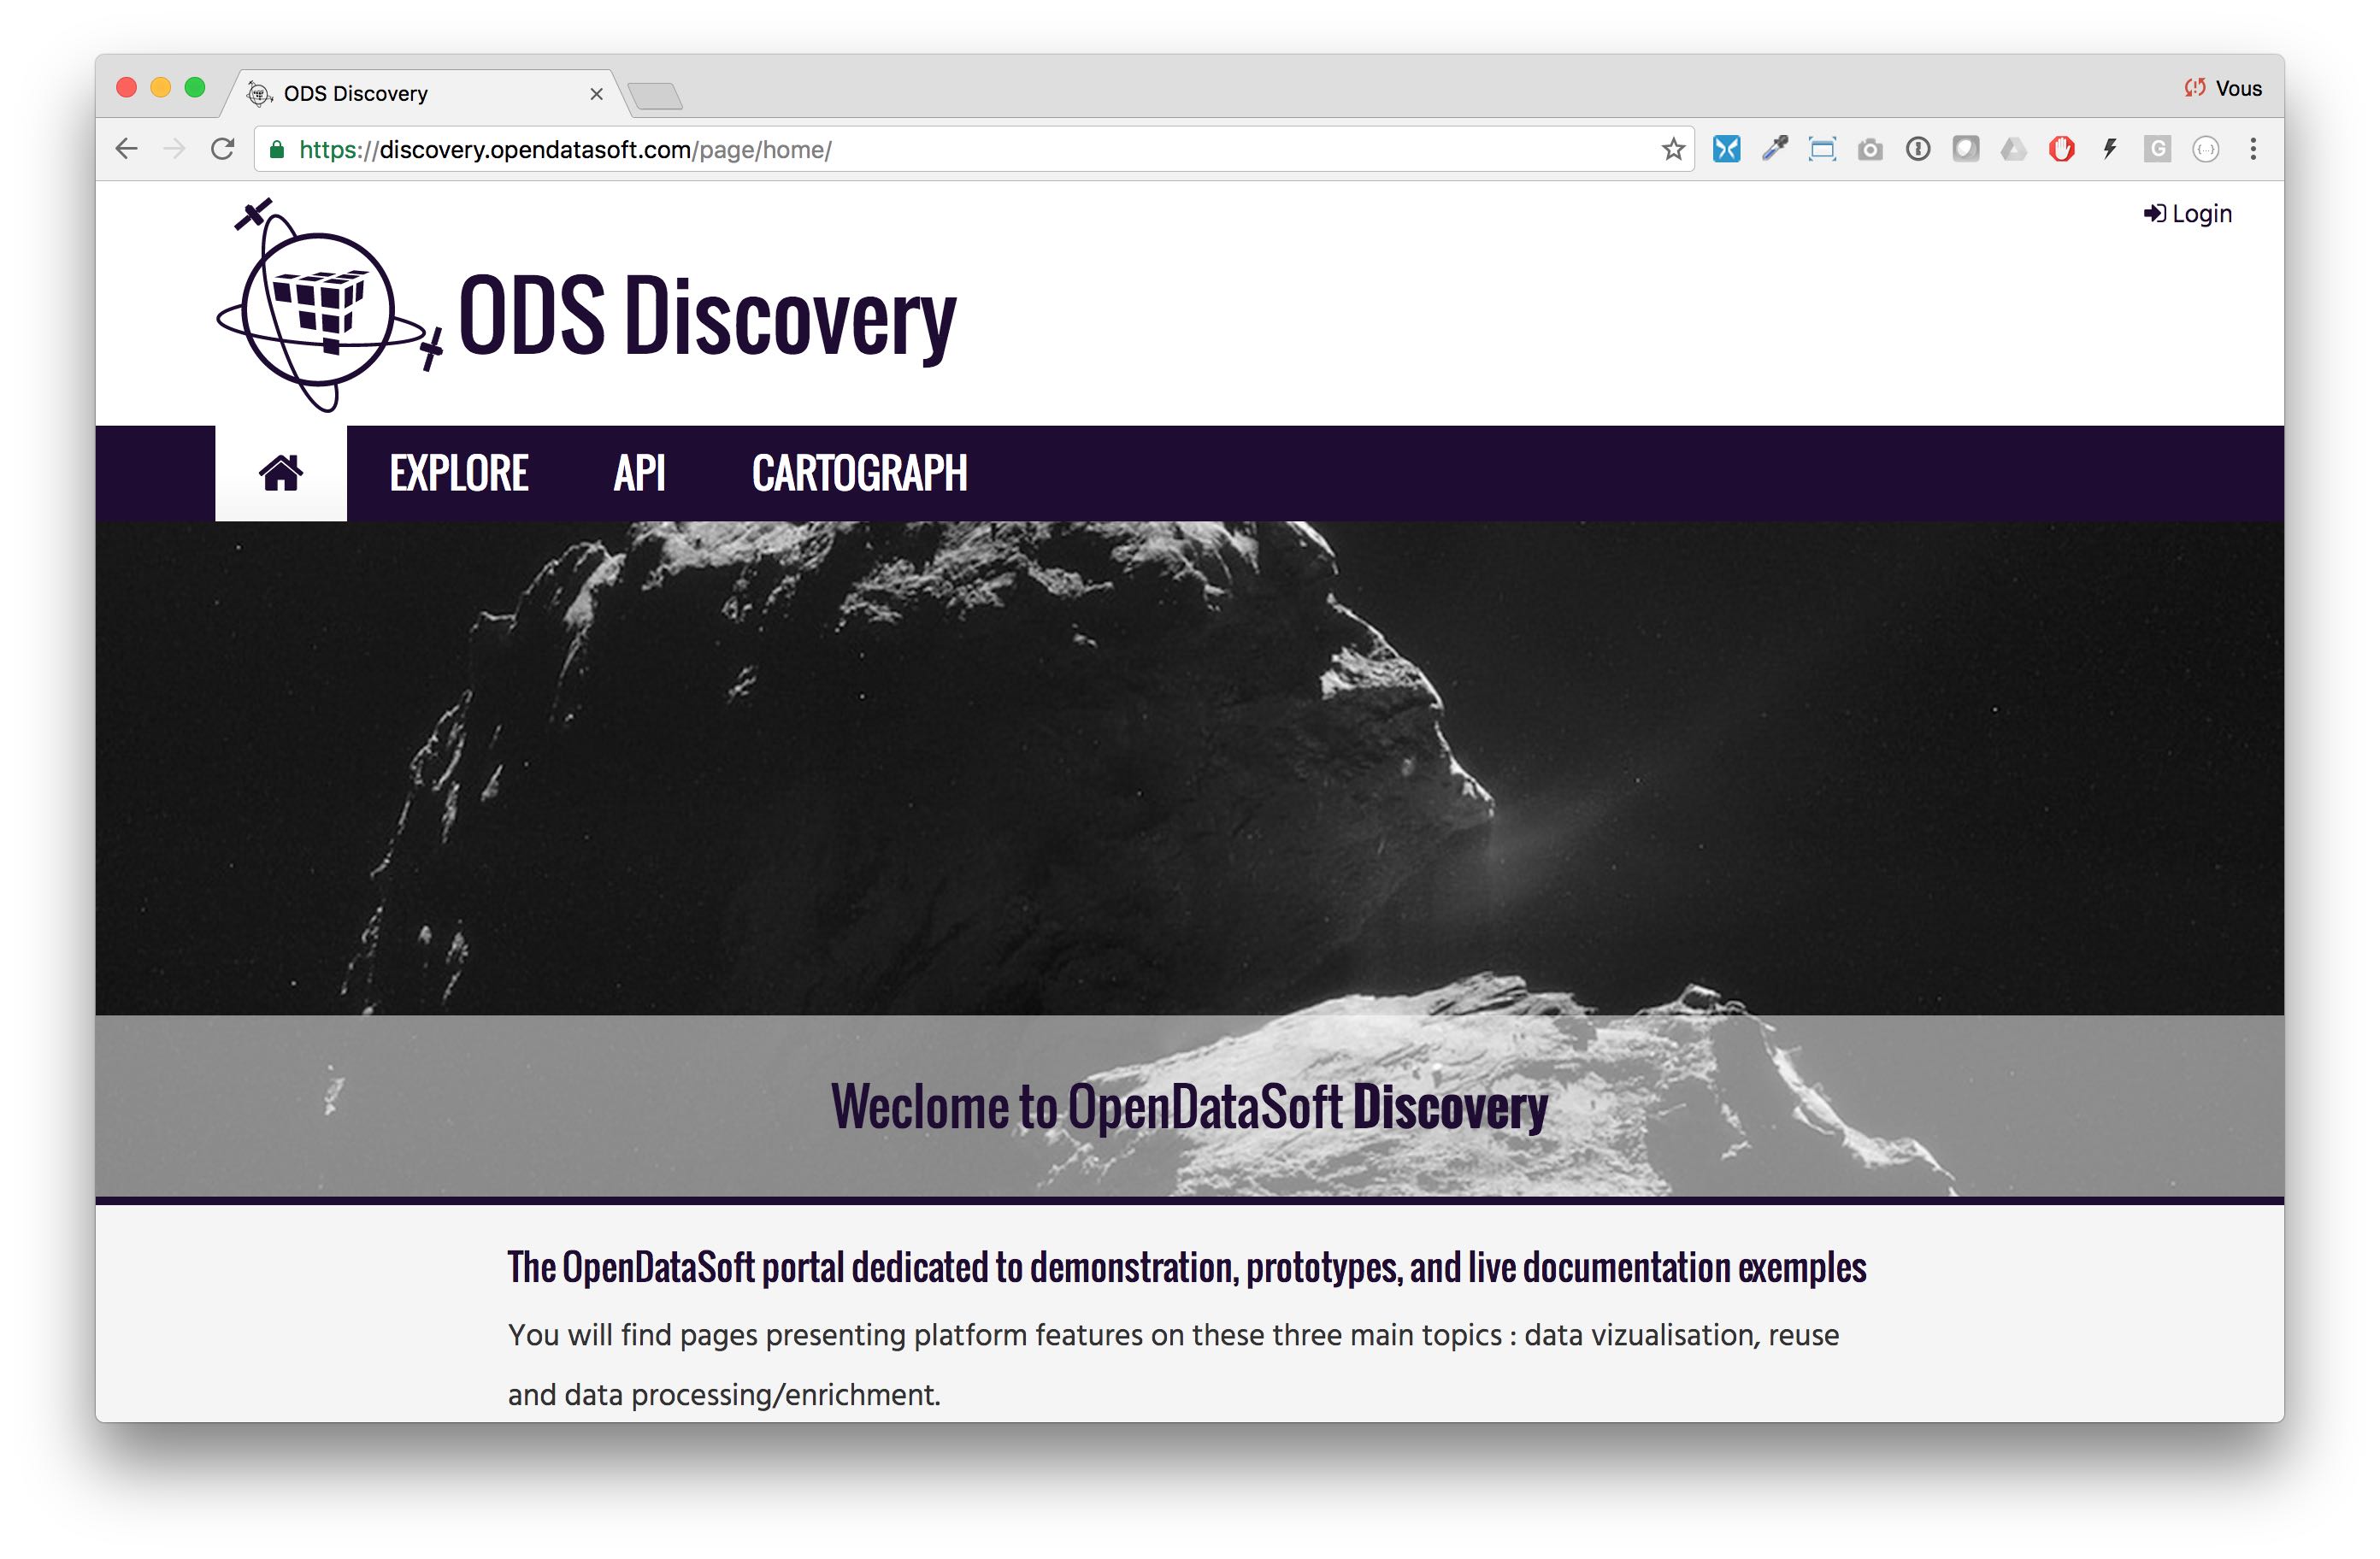 ODS Discovery
Vous
https://discovery.opendatasoft.com/page/home/
G
Login
ODS Discovery
EXPLORE API CARTOGRAPH
Weclome to OpenDataSoft Discovery
The OpenDataSoft portal dedicated to demonstration, prototypes, and live documentation exemples
You will find pages presenting platform features on these three main topics : data vizualisation, reuse
and data processing/enrichment.